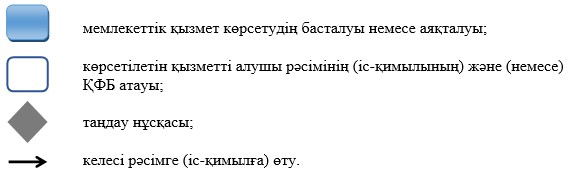 мемлекеттік қызмет көрсетудің басталуы немесе аяқталуы;
көрсетілетін қызметті алушы рәсімінің (іс-қимылының) және (немесе)
ҚФБ атауы;
таңдау нұсқасы;
келесі рәсімге (іс-қимылға) өту.